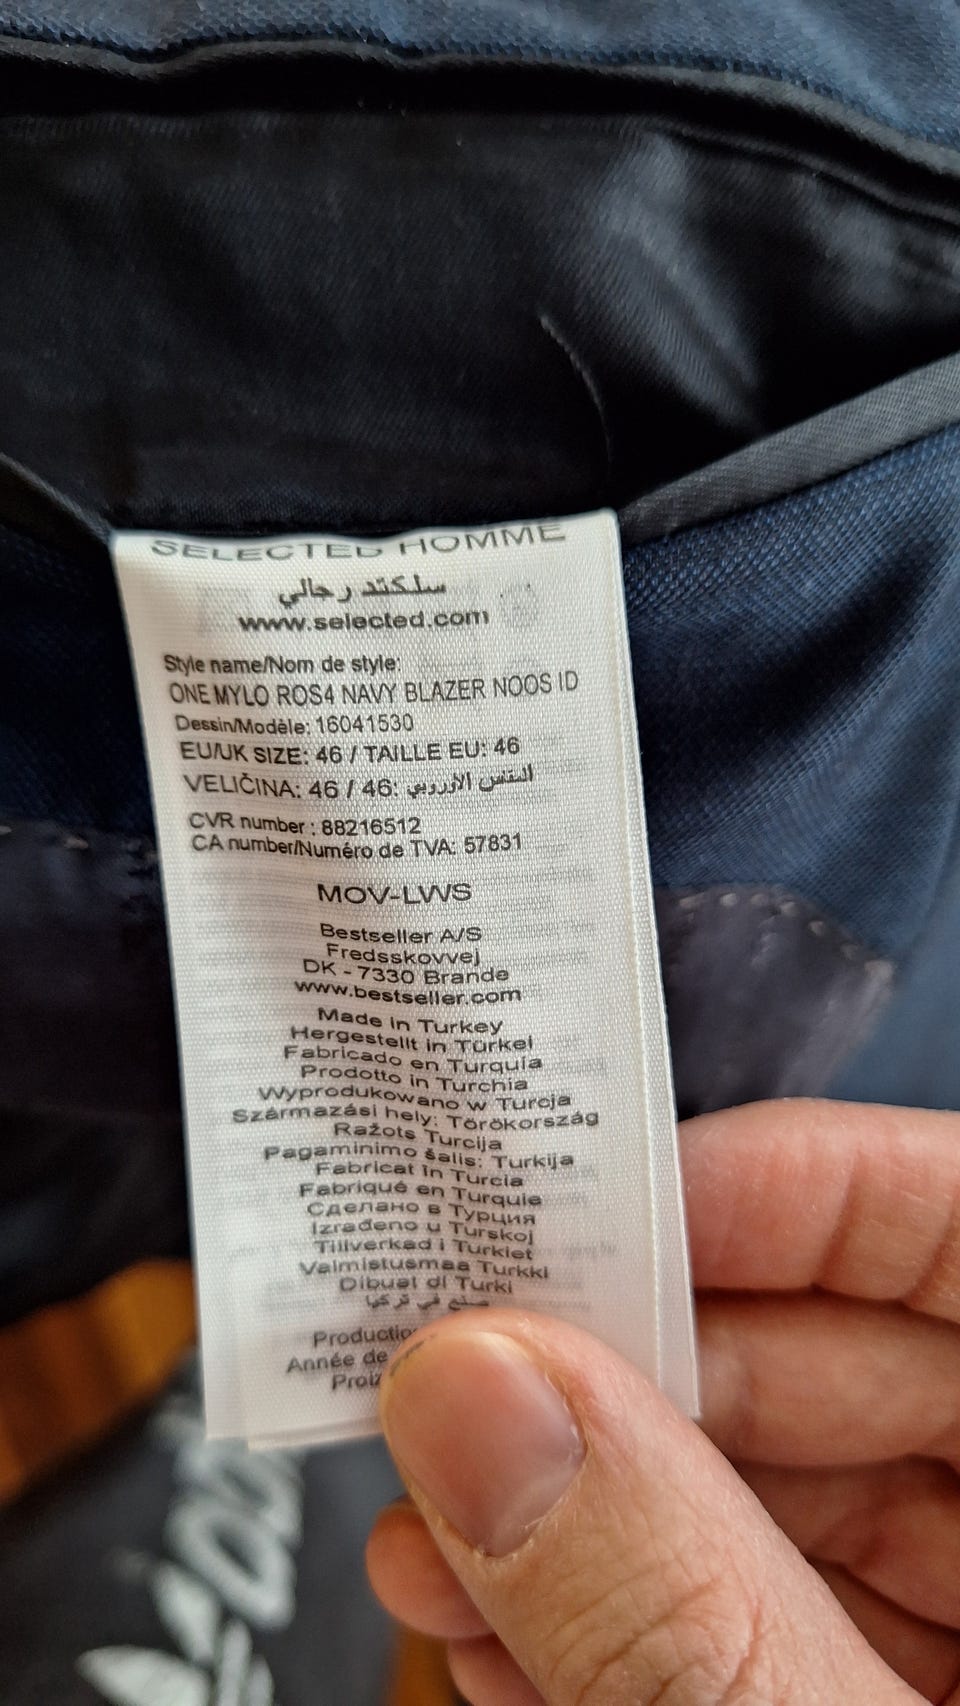 SELECTED HOMME
سلكتد رجالي
www.selected.com
Style name/Nom de style:
ONE MYLO ROS4 NAVY BLAZER NOOS ID
Dessin/Modèle: 16041530
EU/UK SIZE: 46 / TAILLE EU: 46
VELIČINA: 46 / 46: المقاس الأوروبي
CVR number : 88216512
CA number/Numéro de TVA: 57831
MOV-LWS
Bestseller A/S
Fredsskovvej
DK - 7330 Brande
www.bestseller.com
Made in Turkey
Hergestellt in Türkei
Fabricado en Turquía
Prodotto in Turchia
Wyprodukowano w Turcja
Származási hely: Törökország
Ražots Turcija
Pagaminimo šalis: Turkija
Fabricat în Turcia
Fabriqué en Turquie
Сделано в Турция
Izrađeno u Turskoj
Tillverkad i Turkiet
Valmistusmaa Turkki
Dibuat di Turki
صنع في تركيا
Productio
Année de
Proiz